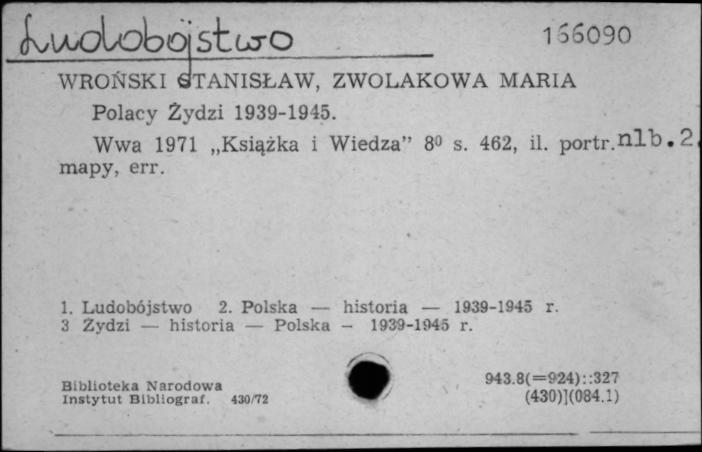 Ludobójstwo 166090
WROŃSKI STANISŁAW, ZWOLAKOWA MARIA
Polacy Żydzi 1939-1945.
Wwa 1971 „Książka i Wiedza” 8⁰ s. 462, il. portr. nlb. 2,
mapy, err.
1. Ludobójstwo 2. Polska — historia — 1939-1945 r.
3 Żydzi — historia — Polska – 1939-1945 r.
Biblioteka Narodowa 943.8(=924)::327
Instytut Bibliograf. 430/72 (430)](084.1)